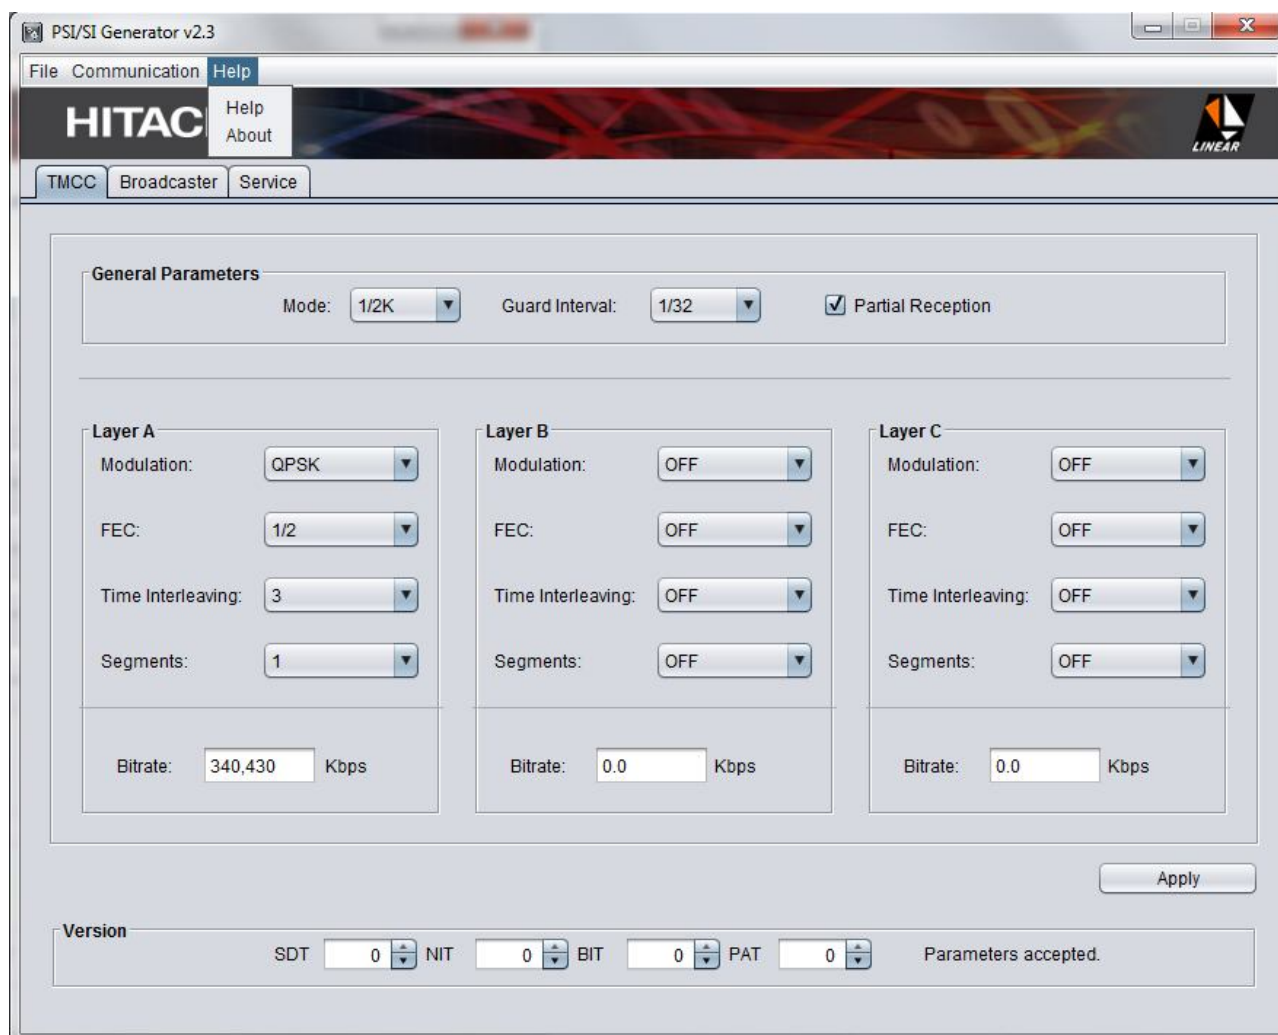 PSI/SI Generator v2.3
File Communication Help
Help
About
HITAC
LINEAR
TMCC Broadcaster Service
General Parameters
Mode: 1/2K Guard Interval: 1/32 Partial Reception
Layer A Layer B Layer C
Modulation: QPSK Modulation: OFF Modulation: OFF
FEC: 1/2 FEC: OFF FEC: OFF
Time Interleaving: 3 Time Interleaving: OFF Time Interleaving: OFF
Segments: 1 Segments: OFF Segments: OFF
Bitrate: 340,430 Kbps Bitrate: 0.0 Kbps Bitrate: 0.0 Kbps
Apply
Version
SDT 0 NIT 0 BIT 0 PAT 0 Parameters accepted.